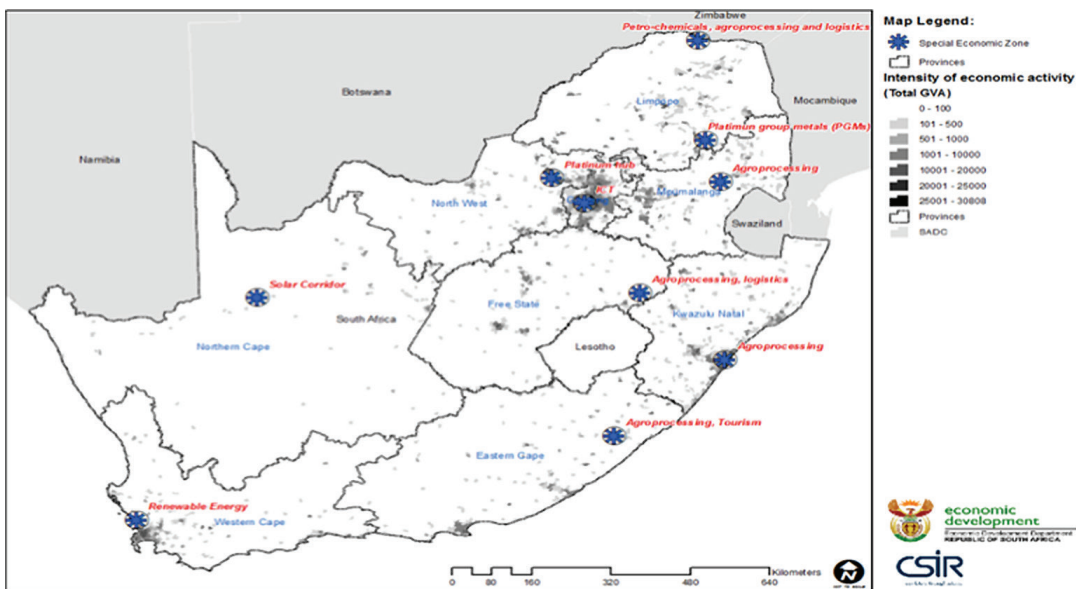 Zimbabwe
Petro-chemicals, agroprocessing and logistics
Botswana
Mocambique
Limpopo
Namibia
Platimun group metals (PGMs)
Platinum hub
Agroprocessing
North West
Mpumalanga
Swaziland
Solar Corridor
Agroprocessing, logistics
Free State
South Africa
Kwazulu Natal
Northern Cape
Lesotho
Agroprocessing
Agroprocessing, Tourism
Eastern Cape
Renewable Energy
Western Cape
Kilometers
0 80 160 320 480 640
Map Legend:
Special Economic Zone
Provinces
Intensity of economic activity
(Total GVA)
0 - 100
101 - 500
501 - 1000
1001 - 10000
10001 - 20000
20001 - 25000
25001 - 30808
Provinces
SADC
economic
development
Economic Development Department
REPUBLIC OF SOUTH AFRICA
CSIR